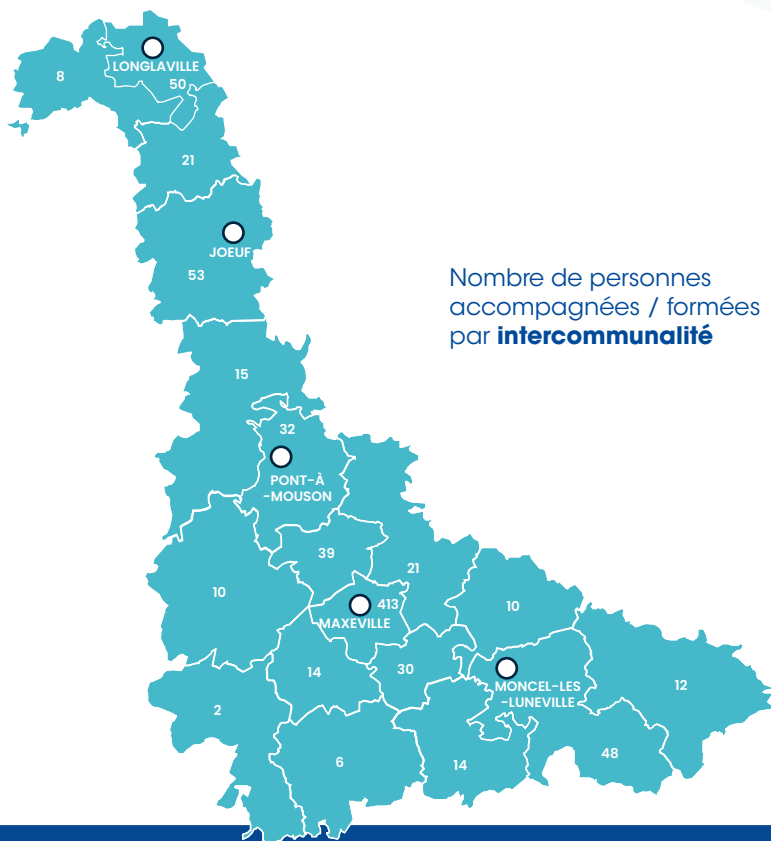 LONGLAVILLE
8
50
21
JOEUF
53
Nombre de personnes
accompagnées / formées
par intercommunalité
15
32
PONT-À
-MOUSON
39
21
10
413
10
MAXEVILLE
14
30
MONCEL-LES
-LUNEVILLE
12
2
6
14
48